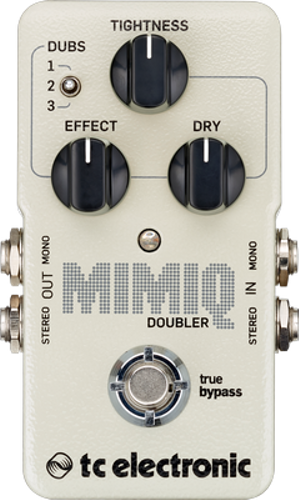 TIGHTNESS
DUBS
1
2
3
EFFECT
DRY
STEREO OUT MONO
STEREO IN MONO
MIMIQ
DOUBLER
true
bypass
tc electronic